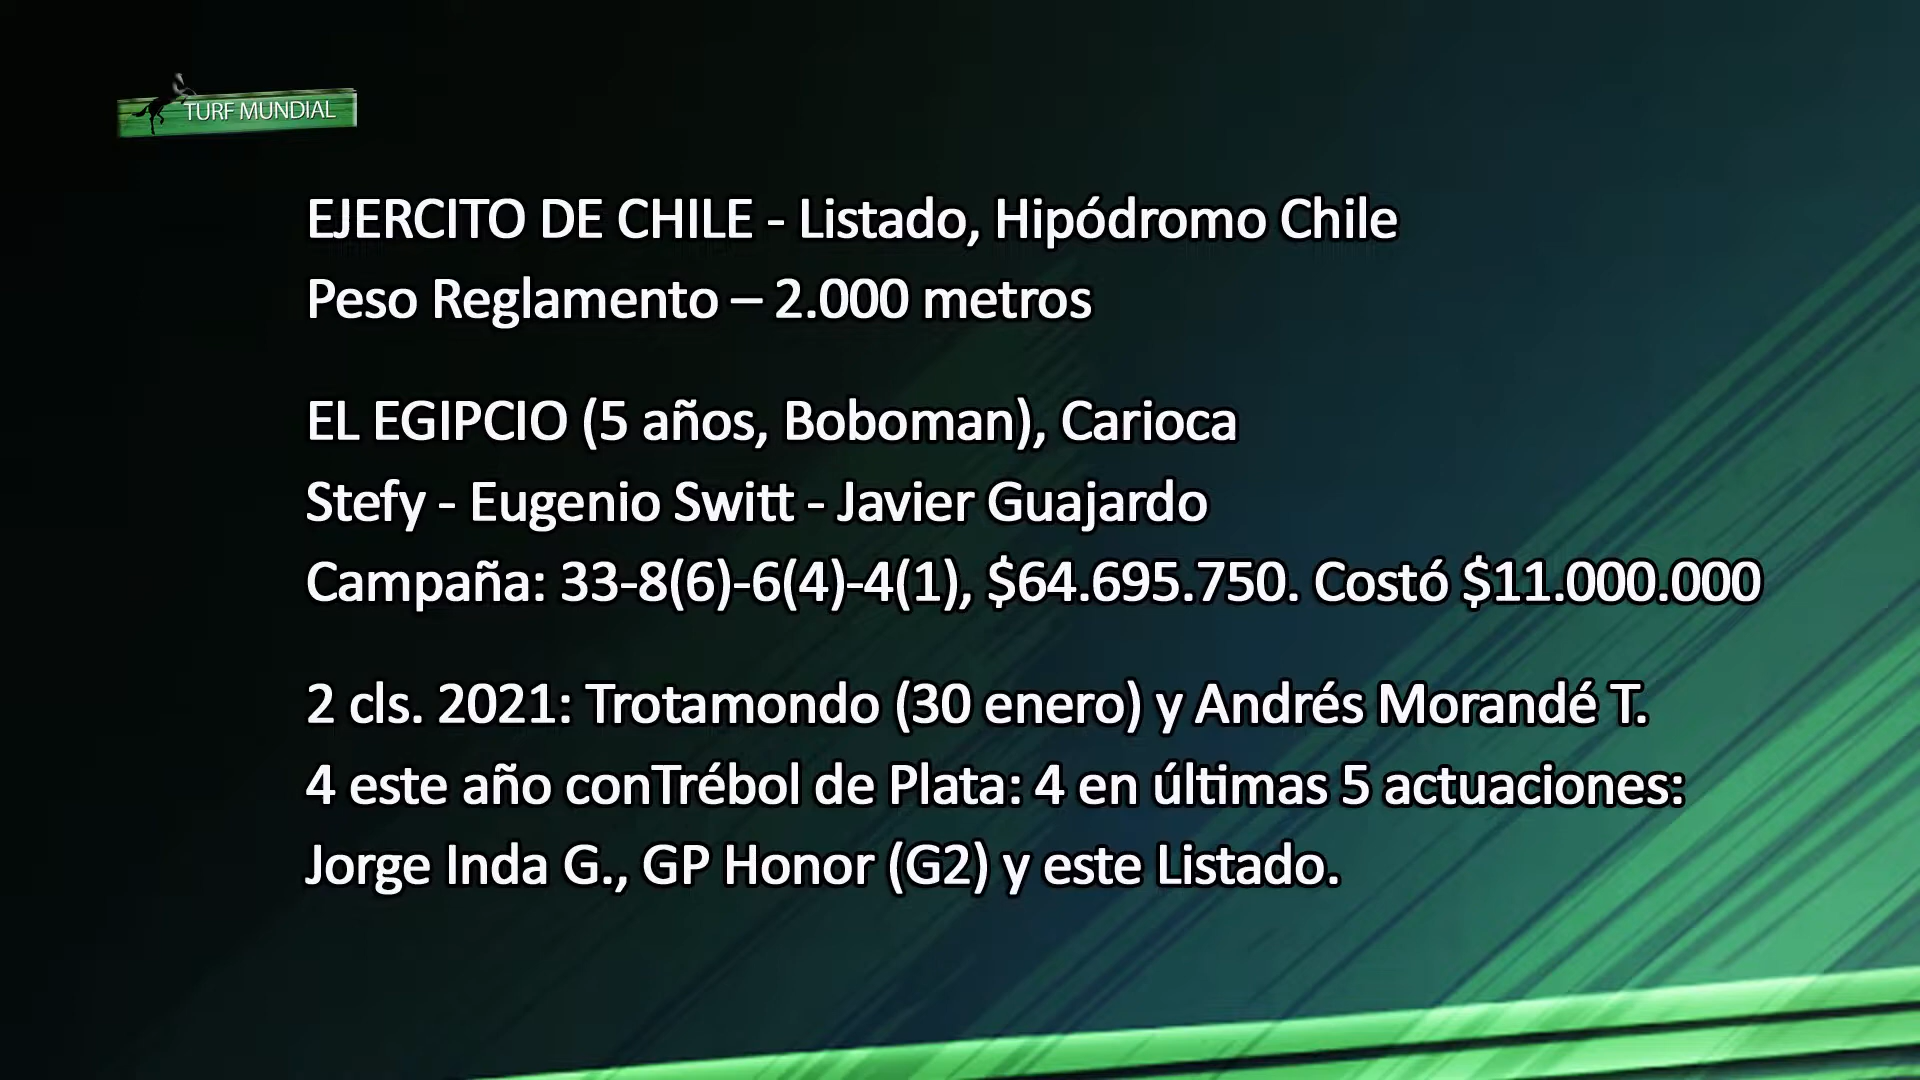 TURF MUNDIAL
EJERCITO DE CHILE - Listado, Hipódromo Chile
Peso Reglamento – 2.000 metros
EL EGIPCIO (5 años, Boboman), Carioca
Stefy - Eugenio Switt - Javier Guajardo
Campaña: 33-8(6)-6(4)-4(1), $64.695.750. Costó $11.000.000
2 cls. 2021: Trotamondo (30 enero) y Andrés Morandé T.
4 este año conTrébol de Plata: 4 en últimas 5 actuaciones:
Jorge Inda G., GP Honor (G2) y este Listado.